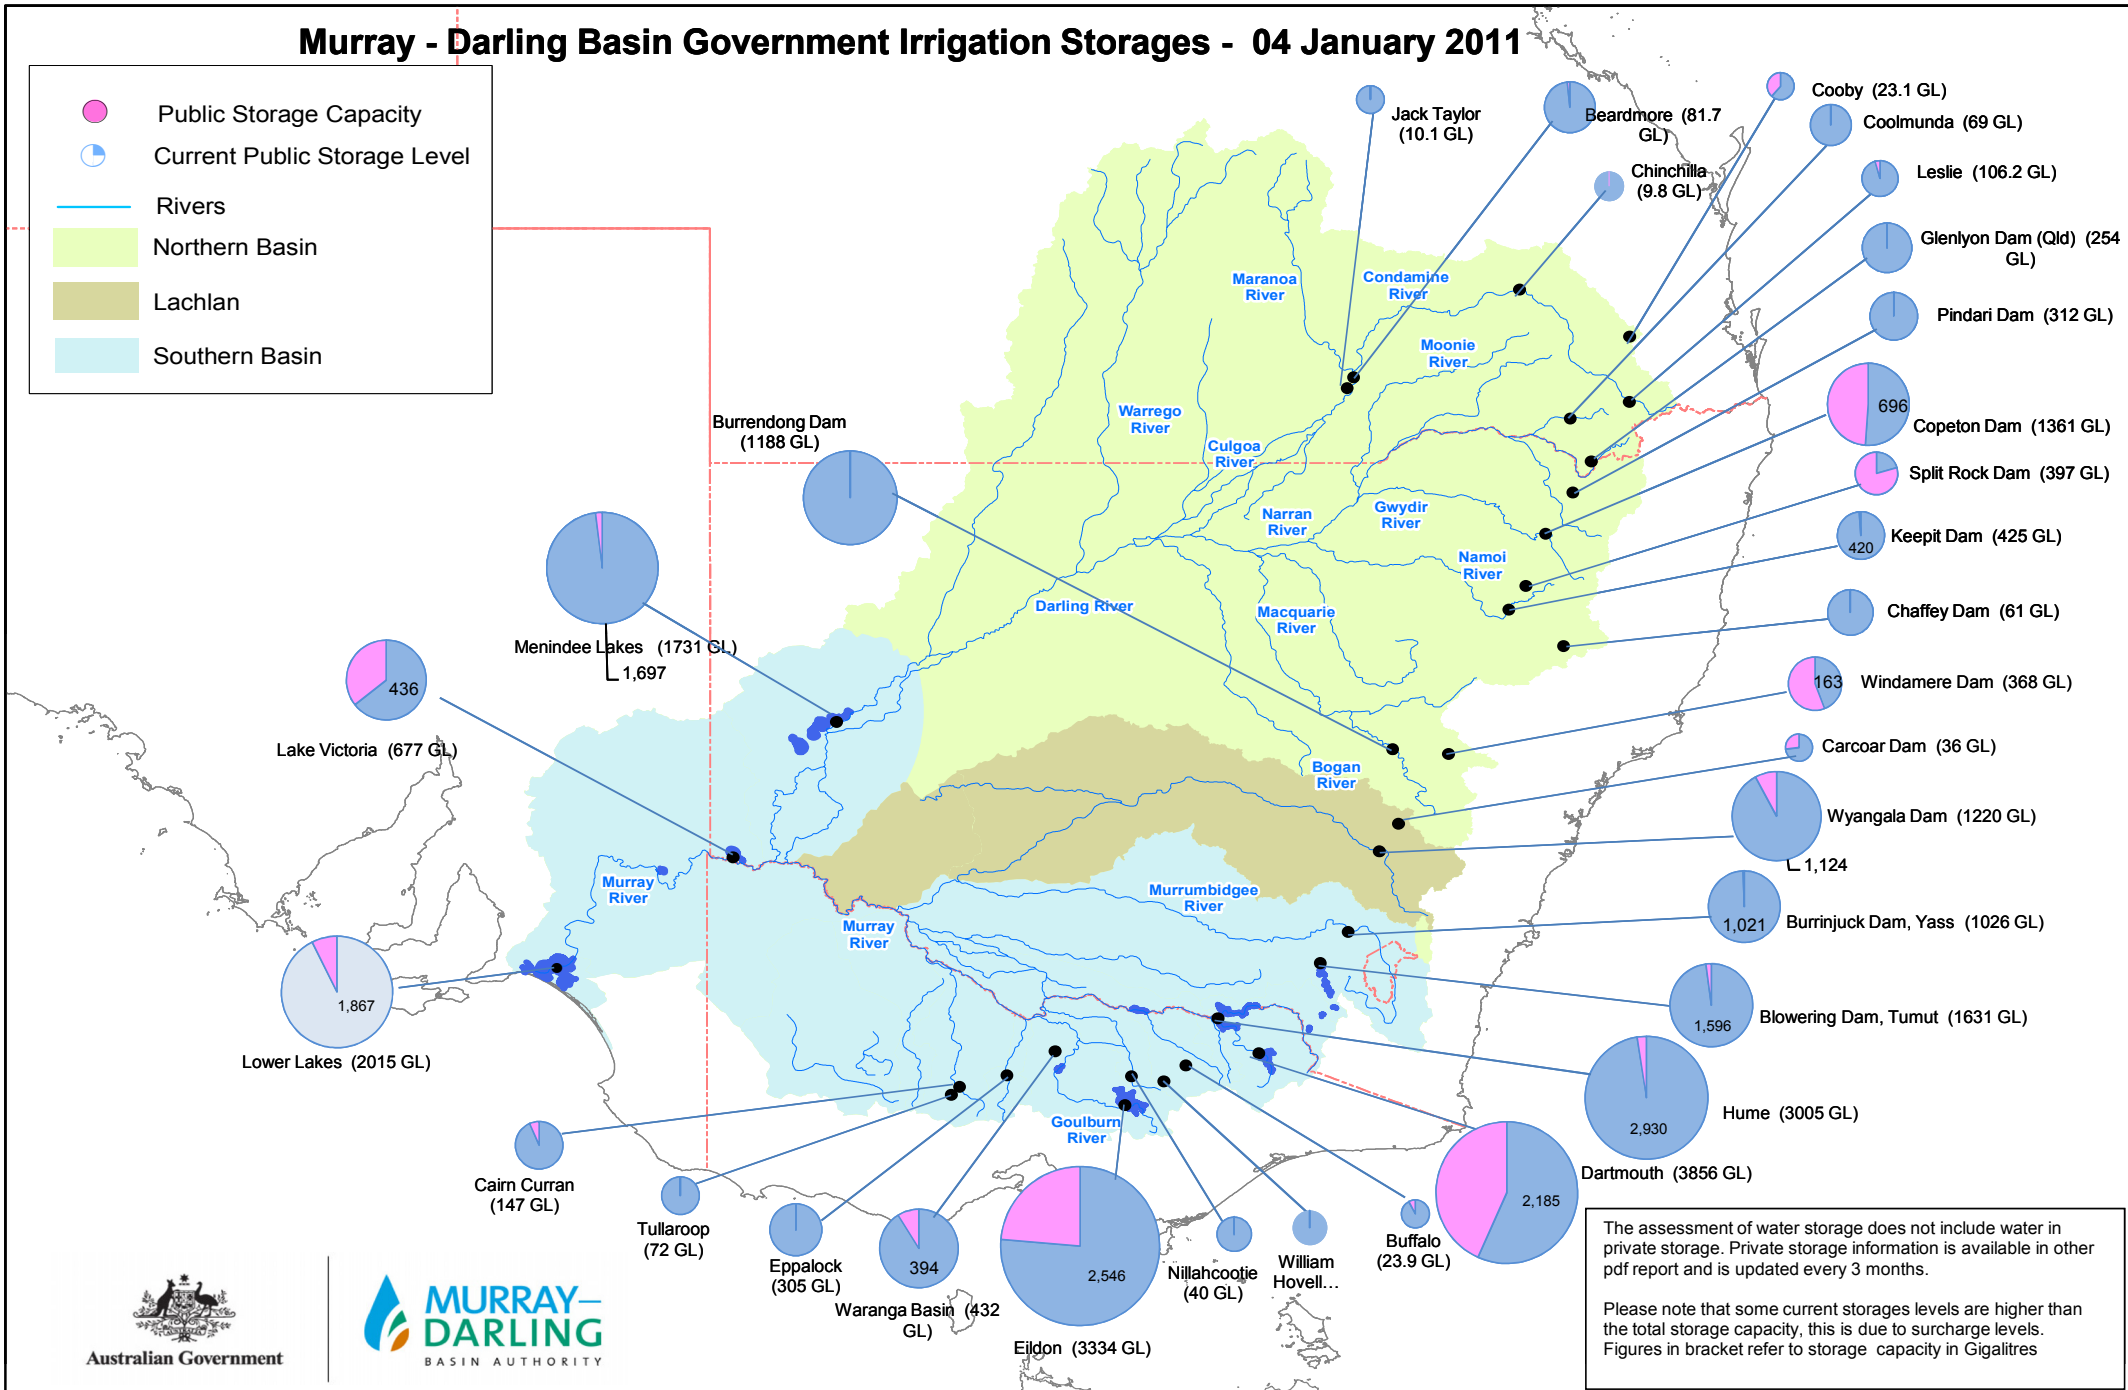 Murray - Darling Basin Government Irrigation Storages - 04 January 2011
Public Storage Capacity
Current Public Storage Level
Rivers
Northern Basin
Lachlan
Southern Basin
Jack Taylor
(10.1 GL)
Beardmore (81.7
GL)
Chinchilla
(9.8 GL)
Cooby (23.1 GL)
Coolmunda (69 GL)
Leslie (106.2 GL)
Glenlyon Dam (Qld) (254
GL)
Pindari Dam (312 GL)
696
Copeton Dam (1361 GL)
Split Rock Dam (397 GL)
Keepit Dam (425 GL)
420
Chaffey Dam (61 GL)
163
Windamere Dam (368 GL)
Carcoar Dam (36 GL)
Wyangala Dam (1220 GL)
1,124
1,021
Burrinjuck Dam, Yass (1026 GL)
Blowering Dam, Tumut (1631 GL)
1,596
Hume (3005 GL)
2,930
Dartmouth (3856 GL)
2,185
Maranoa
River
Condamine
River
Moonie
River
Warrego
River
Culgoa
River
Narran
River
Gwydir
River
Namoi
River
Darling River
Macquarie
River
Bogan
River
Murrumbidgee
River
Murray
River
Murray
River
Goulburn
River
Burrendong Dam
(1188 GL)
Menindee Lakes (1731 GL)
1,697
436
Lake Victoria (677 GL)
1,867
Lower Lakes (2015 GL)
Cairn Curran
(147 GL)
Tullaroop
(72 GL)
Eppalock
(305 GL)
394
Waranga Basin (432
GL)
2,546
Eildon (3334 GL)
Nillahcootie
(40 GL)
William
Hovell...
Buffalo
(23.9 GL)
The assessment of water storage does not include water in
private storage. Private storage information is available in other
pdf report and is updated every 3 months.
Please note that some current storages levels are higher than
the total storage capacity, this is due to surcharge levels.
Figures in bracket refer to storage capacity in Gigalitres
Australian Government
MURRAY–
DARLING
BASIN AUTHORITY